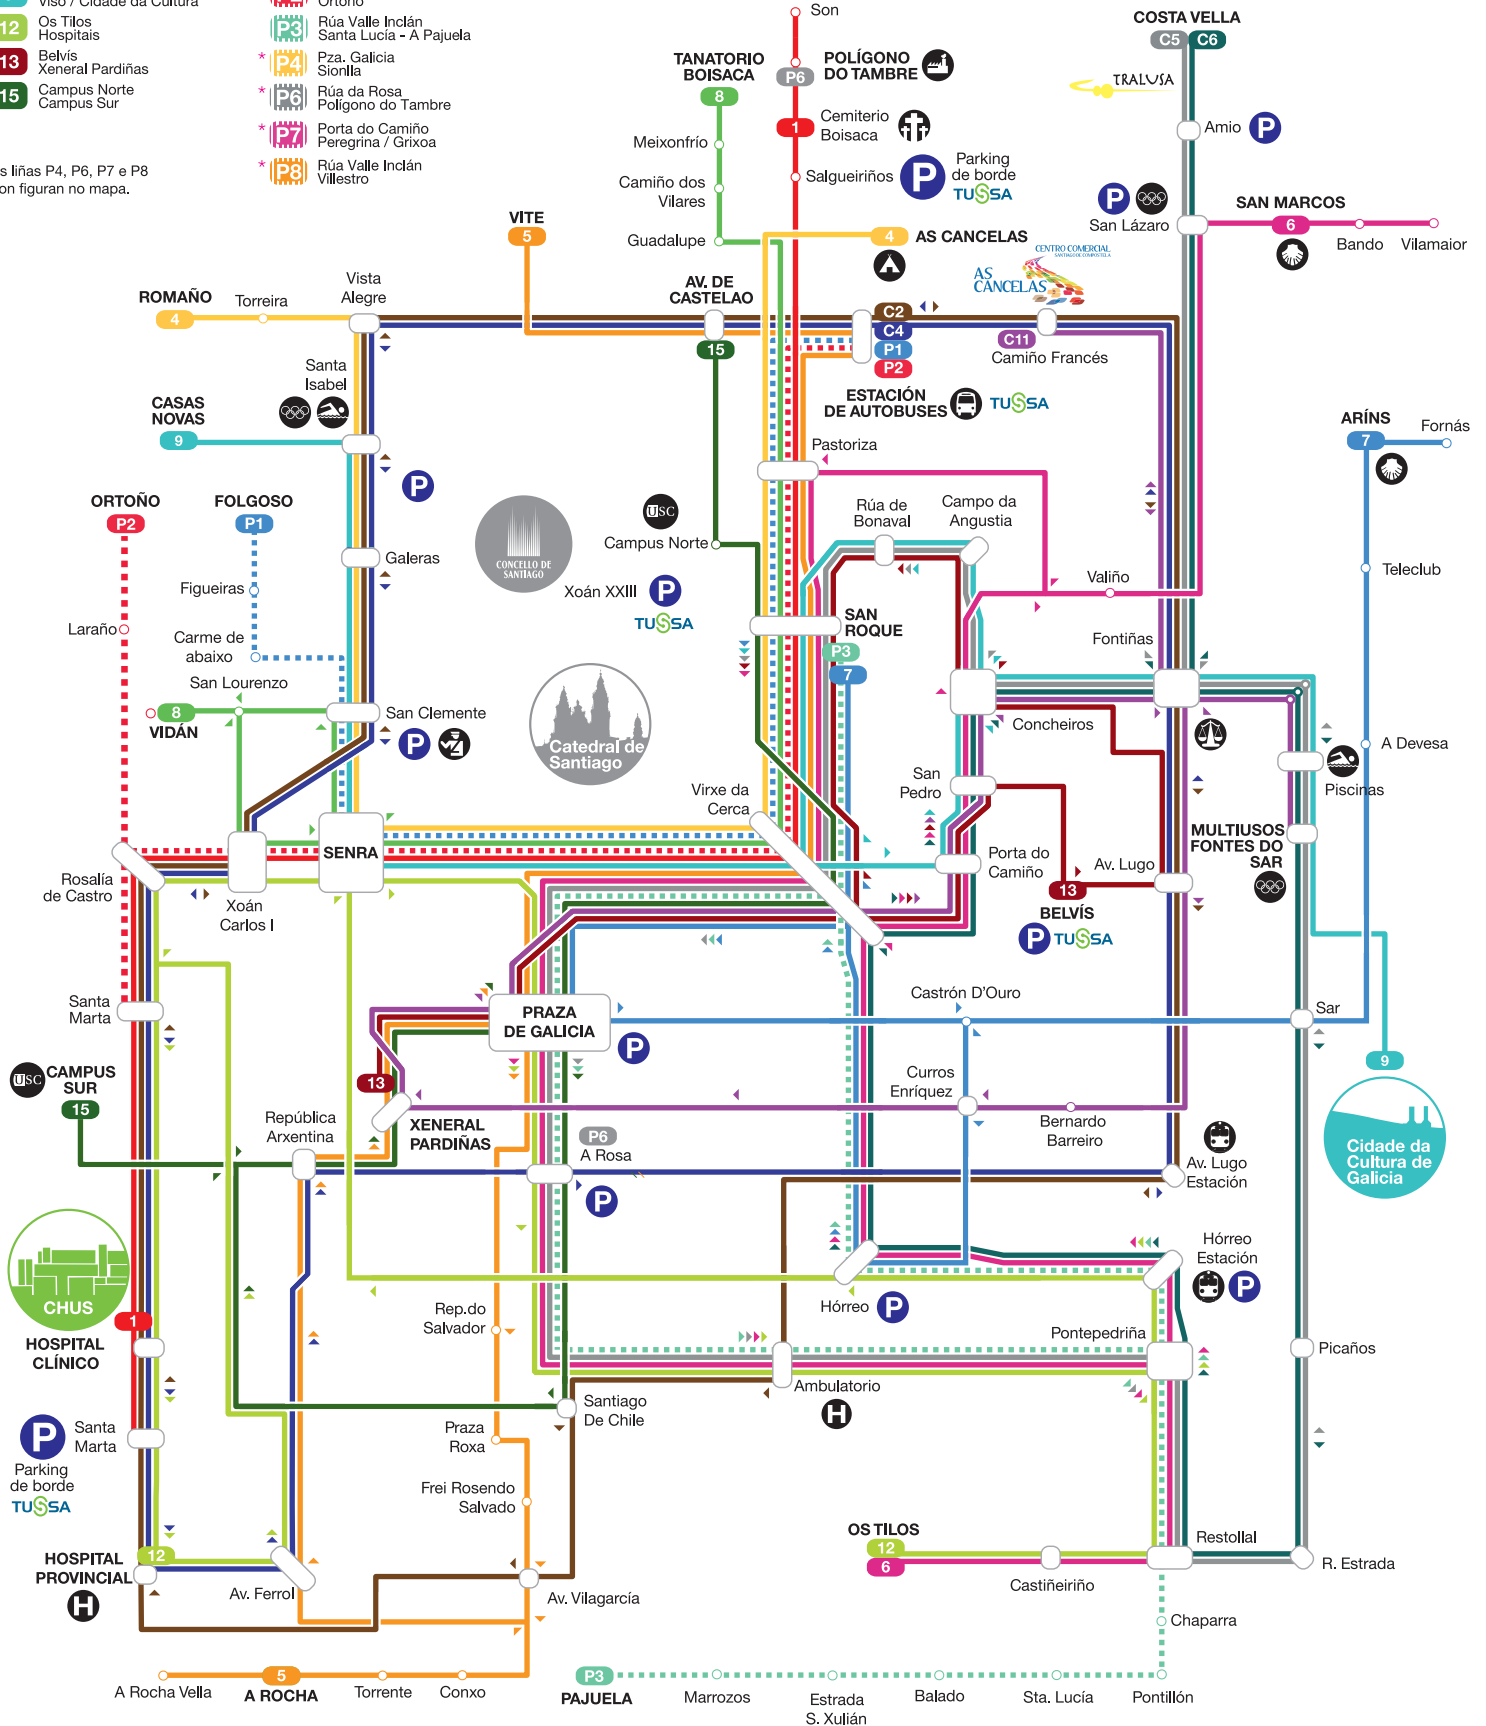 Viso / Cidade da Cultura
12
Os Tilos
Hospitais
13
Belvís
Xeneral Pardiñas
15
Campus Norte
Campus Sur
s liñas P4, P6, P7 e P8
on figuran no mapa.
Ortoño
P3
Rúa Valle Inclán
Santa Lucía - A Pajuela
* P4
Pza. Galicia
Sionlla
* P6
Rúa da Rosa
Polígono do Tambre
* P7
Porta do Camiño
Peregrina / Grixoa
* P8
Rúa Valle Inclán
Villestro
Son
P6
POLÍGONO
DO TAMBRE
TANATORIO
BOISACA
8
1
Cemiterio
Boisaca
Meixonfrío
Camiño dos
Vilares
Guadalupe
Salgueiriños
P
Parking
de borde
TUSSA
COSTA VELLA
C5
C6
TRALUSA
Amio
P
P
San Lázaro
SAN MARCOS
6
Bando
Vilamaior
VITE
5
4
AS CANCELAS
CENTRO COMERCIAL
SANTIAGO DE COMPOSTELA
AS
CANCELAS
ROMAÑO
4
Torreira
Vista
Alegre
AV. DE
CASTELAO
15
C2
C4
P1
P2
C11
Camiño Francés
ESTACIÓN
DE AUTOBUSES
TUSSA
Santa
Isabel
CASAS
NOVAS
9
P
Pastoriza
ARÍNS
7
Fornás
ORTOÑO
P2
FOLGOSO
P1
CONCELLO DE
SANTIAGO
USC
Campus Norte
Rúa de
Bonaval
Campo da
Angustia
Galeras
Figueiras
Xoán XXIII
P
TUSSA
Valiño
Teleclub
Laraño
Carme de
abaixo
SAN
ROQUE
P3
7
Fontiñas
San Lourenzo
8
VIDÁN
San Clemente
P
Catedral de
Santiago
Concheiros
A Devesa
Virxe da
Cerca
San
Pedro
Piscinas
MULTIUSOS
FONTES DO
SAR
SENRA
Rosalía
de Castro
Xoán
Carlos I
Porta do
Camiño
13
BELVÍS
P
TUSSA
Av. Lugo
Santa
Marta
PRAZA
DE GALICIA
P
Castrón D'Ouro
Sar
USC
CAMPUS
SUR
15
13
XENERAL
PARDIÑAS
República
Arxentina
Curros
Enríquez
Bernardo
Barreiro
9
Cidade da
Cultura de
Galicia
P6
A Rosa
P
Av. Lugo
Estación
CHUS
1
HOSPITAL
CLÍNICO
Rep.do
Salvador
Hórreo
P
Hórreo
Estación
P
Pontepedriña
Picaños
P
Santa
Marta
Parking
de borde
TUSSA
Praza
Roxa
Santiago
De Chile
Ambulatorio
H
Frei Rosendo
Salvado
HOSPITAL
PROVINCIAL
H
12
Av. Ferrol
Av. Vilagarcía
OS TILOS
12
6
Castiñeiriño
Restollal
R. Estrada
Chaparra
A Rocha Vella
5
A ROCHA
Torrente
Conxo
P3
PAJUELA
Marrozos
Estrada
S. Xulián
Balado
Sta. Lucía
Pontillón